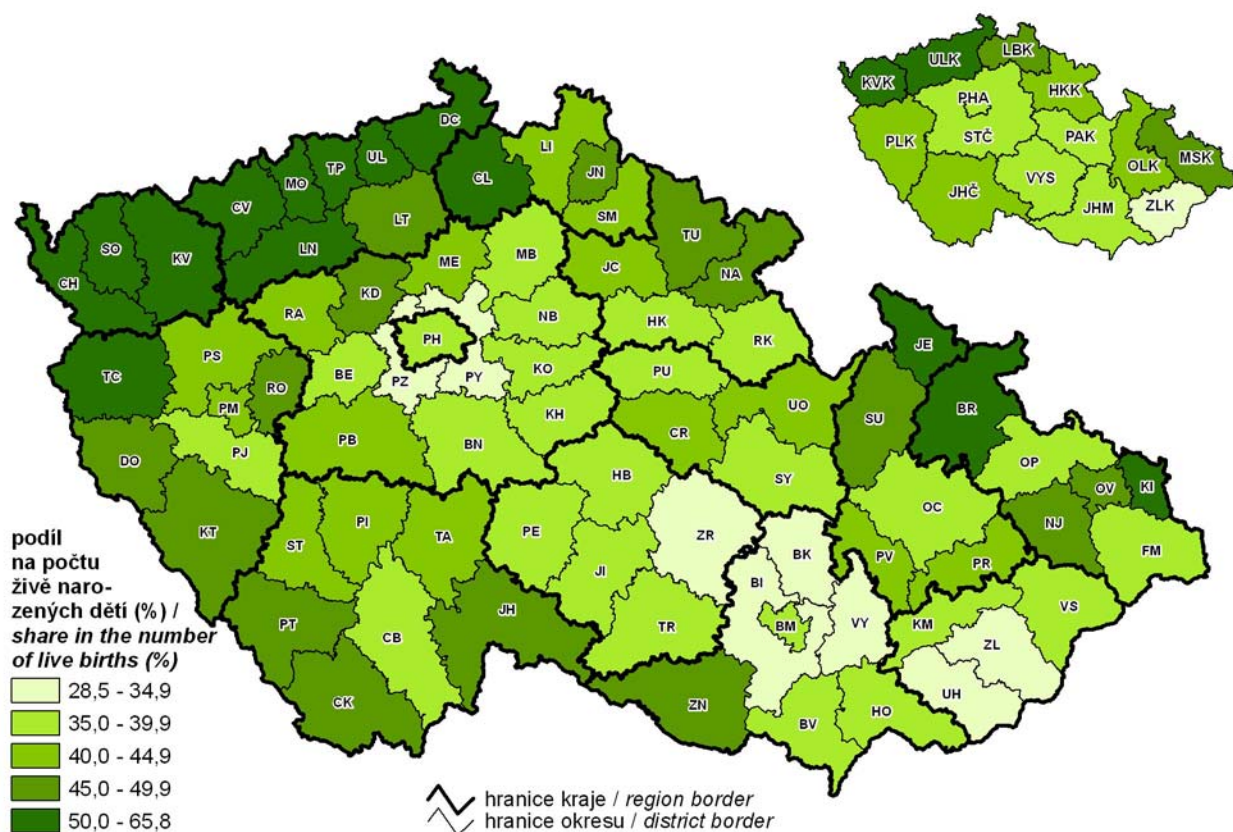 ULK
LBK
KVK
HKK
PHA
STČ
PAK
PLK
OLK
MSK
VYS
JHČ
JHM
ZLK
DC
LI
UL
TP
JN
MO
CL
CV
LT
SM
TU
SO
KV
LN
MB
CH
ME
JC
NA
KD
RA
NB
HK
RK
PH
JE
PS
TC
BE
PZ
PY
KO
PU
RO
PM
UO
SU
BR
KH
CR
PB
BN
PJ
DO
OP
HB
SY
OV
KI
OC
NJ
PI
TA
ST
KT
PE
ZR
BK
PV
PR
FM
JI
BI
VS
PT
JH
CB
TR
BM
VY
KM
ZL
CK
ZN
UH
BV
HO
podíl
na počtu
živě naro-
zených dětí (%) /
share in the number
of live births (%)
28,5 - 34,9
35,0 - 39,9
40,0 - 44,9
45,0 - 49,9
50,0 - 65,8
hranice kraje / region border
hranice okresu / district border